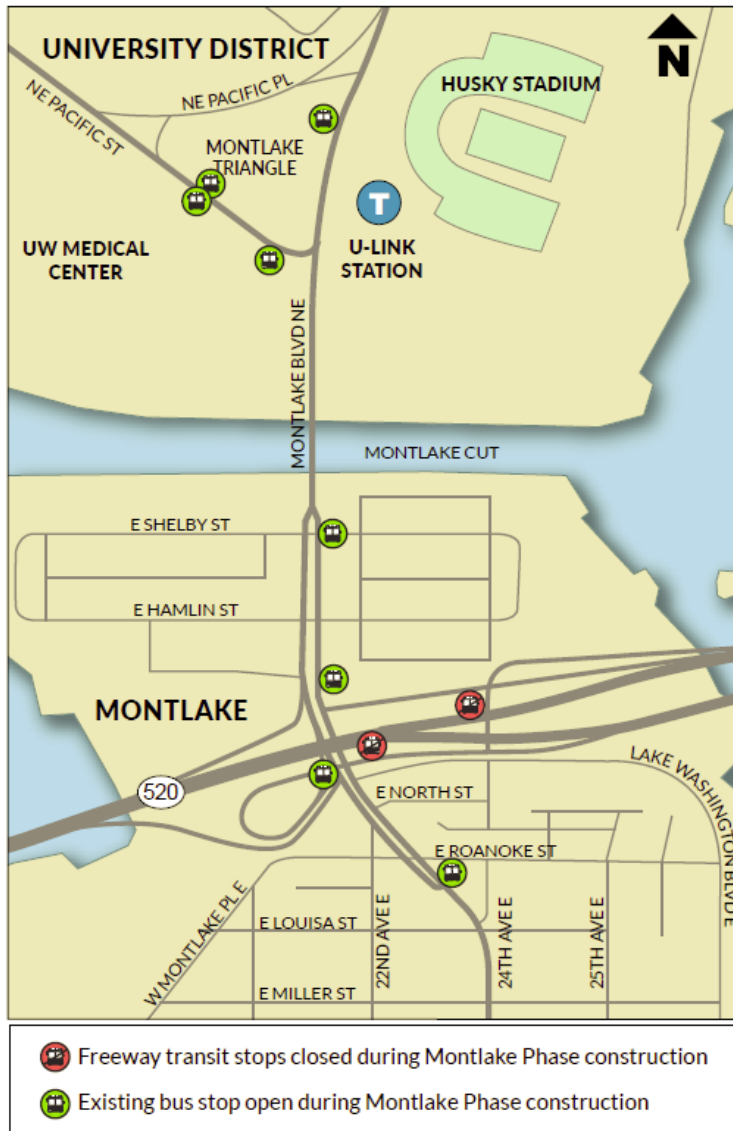 UNIVERSITY DISTRICT
N
NE PACIFIC PL
HUSKY STADIUM
NE PACIFIC ST
MONTLAKE
TRIANGLE
T
UW MEDICAL
CENTER
U-LINK
STATION
MONTLAKE BLVD NE
MONTLAKE CUT
E SHELBY ST
E HAMLIN ST
MONTLAKE
LAKE WASHINGTON BLVD E
520
E NORTH ST
E ROANOKE ST
W MONTLAKE PL E
E LOUISA ST
22ND AVE E
24TH AVE E
25TH AVE E
E MILLER ST
Freeway transit stops closed during Montlake Phase construction
Existing bus stop open during Montlake Phase construction